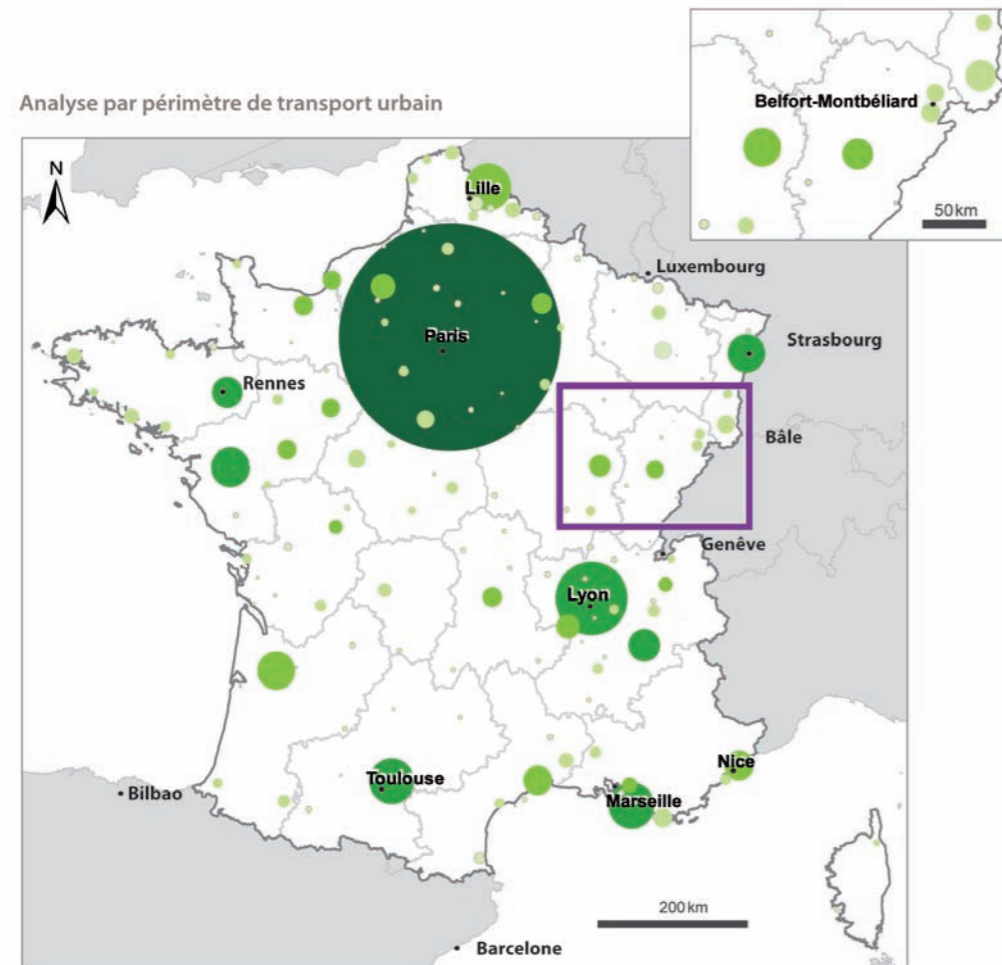 Analyse par périmètre de transport urbain
Belfort-Montbéliard
50 km
N
Lille
Luxembourg
Paris
Strasbourg
Rennes
Bâle
Genêve
Lyon
Toulouse
Nice
Marseille
Bilbao
200 km
Barcelone